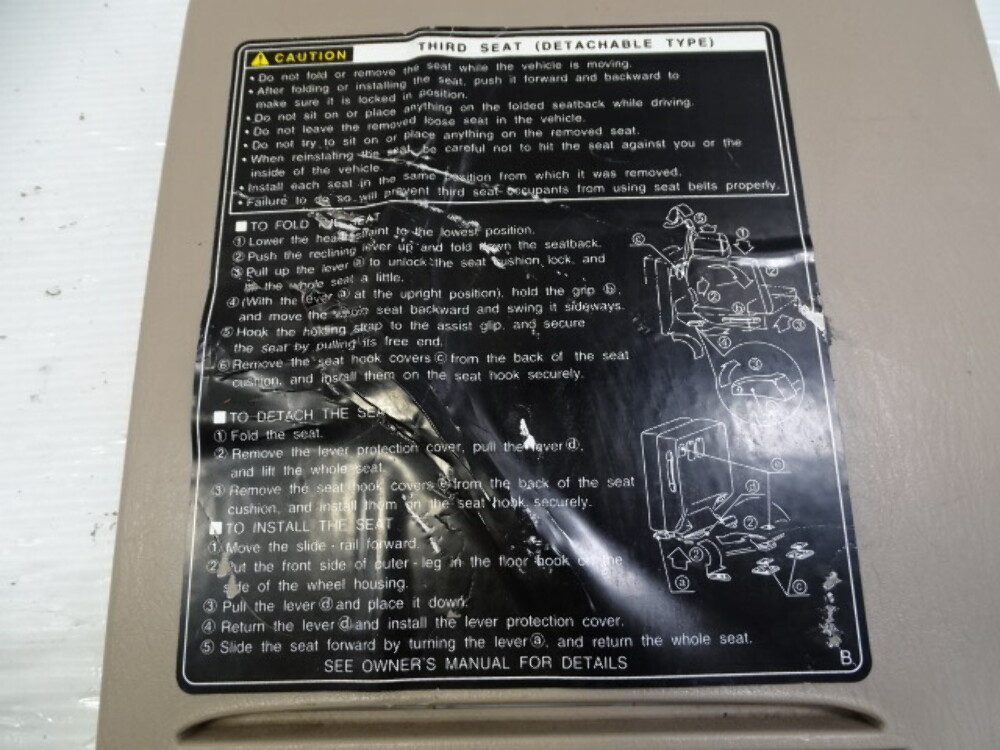 CAUTION THIRD SEAT (DETACHABLE TYPE)
• Do not fold or remove the seat while the vehicle is moving.
• After folding or installing the seat, push it forward and backward to
make sure it is locked in position.
• Do not sit on or place anything on the folded seatback while driving.
• Do not leave the removed loose seat in the vehicle.
• Do not try to sit on or place anything on the removed seat.
• When reinstating the seat, be careful not to hit the seat against you or the
inside of the vehicle.
• Install each seat in the same position from which it was removed.
• Failure to do so will prevent third seat occupants from using seat belts properly.
■ TO FOLD THE SEAT
① Lower the head restraint to the lowest position.
② Push the reclining lever up and fold down the seatback.
③ Pull up the lever ⓐ to unlock the seat cushion lock, and
the whole seat a little.
④ (With the lever ⓐ at the upright position), hold the grip ⓑ,
and move the whole seat backward and swing it sideways.
⑤ Hook the holding strap to the assist glip, and secure
the seat by pulling its free end.
⑥ Remove the seat hook covers ⓒ from the back of the seat
cushion, and install them on the seat hook securely.
■ TO DETACH THE SEAT
① Fold the seat.
② Remove the lever protection cover, pull the lever ⓓ,
and lift the whole seat.
③ Remove the seat hook covers ⓔ from the back of the seat
cushion, and install them on the seat hook securely.
■ TO INSTALL THE SEAT
① Move the slide-rail forward.
② Put the front side of outer-leg in the floor hook on the
side of the wheel housing.
③ Pull the lever ⓓ and place it down.
④ Return the lever ⓓ and install the lever protection cover.
⑤ Slide the seat forward by turning the lever ⓐ, and return the whole seat.
SEE OWNER'S MANUAL FOR DETAILS
B
⑤
①
ⓒ
②
②
ⓑ
③
④
③
ⓔ
ⓓ
②
②
ⓐ
ⓒ